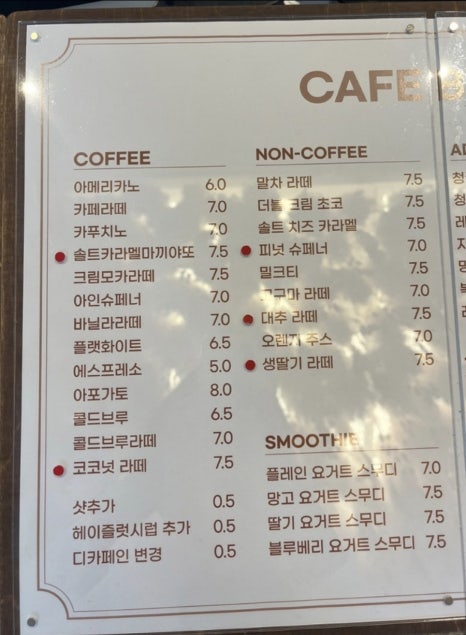 CAFE
COFFEE
아메리카노 6.0
카페라떼 7.0
카푸치노 7.0
솔트카라멜마끼야또 7.5
크림모카라떼 7.5
아인슈페너 7.0
바닐라라떼 7.0
플랫화이트 6.5
에스프레소 5.0
아포가토 8.0
콜드브루 6.5
콜드브루라떼 7.0
코코넛 라떼 7.5
샷추가 0.5
헤이즐럿시럽 추가 0.5
디카페인 변경 0.5
NON-COFFEE
말차 라떼 7.5
더블 크림 초코 7.5
솔트 치즈 카라멜 7.5
피넛 슈페너 7.0
밀크티 7.5
고구마 라떼 7.0
대추 라떼 7.5
오렌지 주스 7.0
생딸기 라떼 7.5
SMOOTHIE
플레인 요거트 스무디 7.0
망고 요거트 스무디 7.5
딸기 요거트 스무디 7.5
블루베리 요거트 스무디 7.5